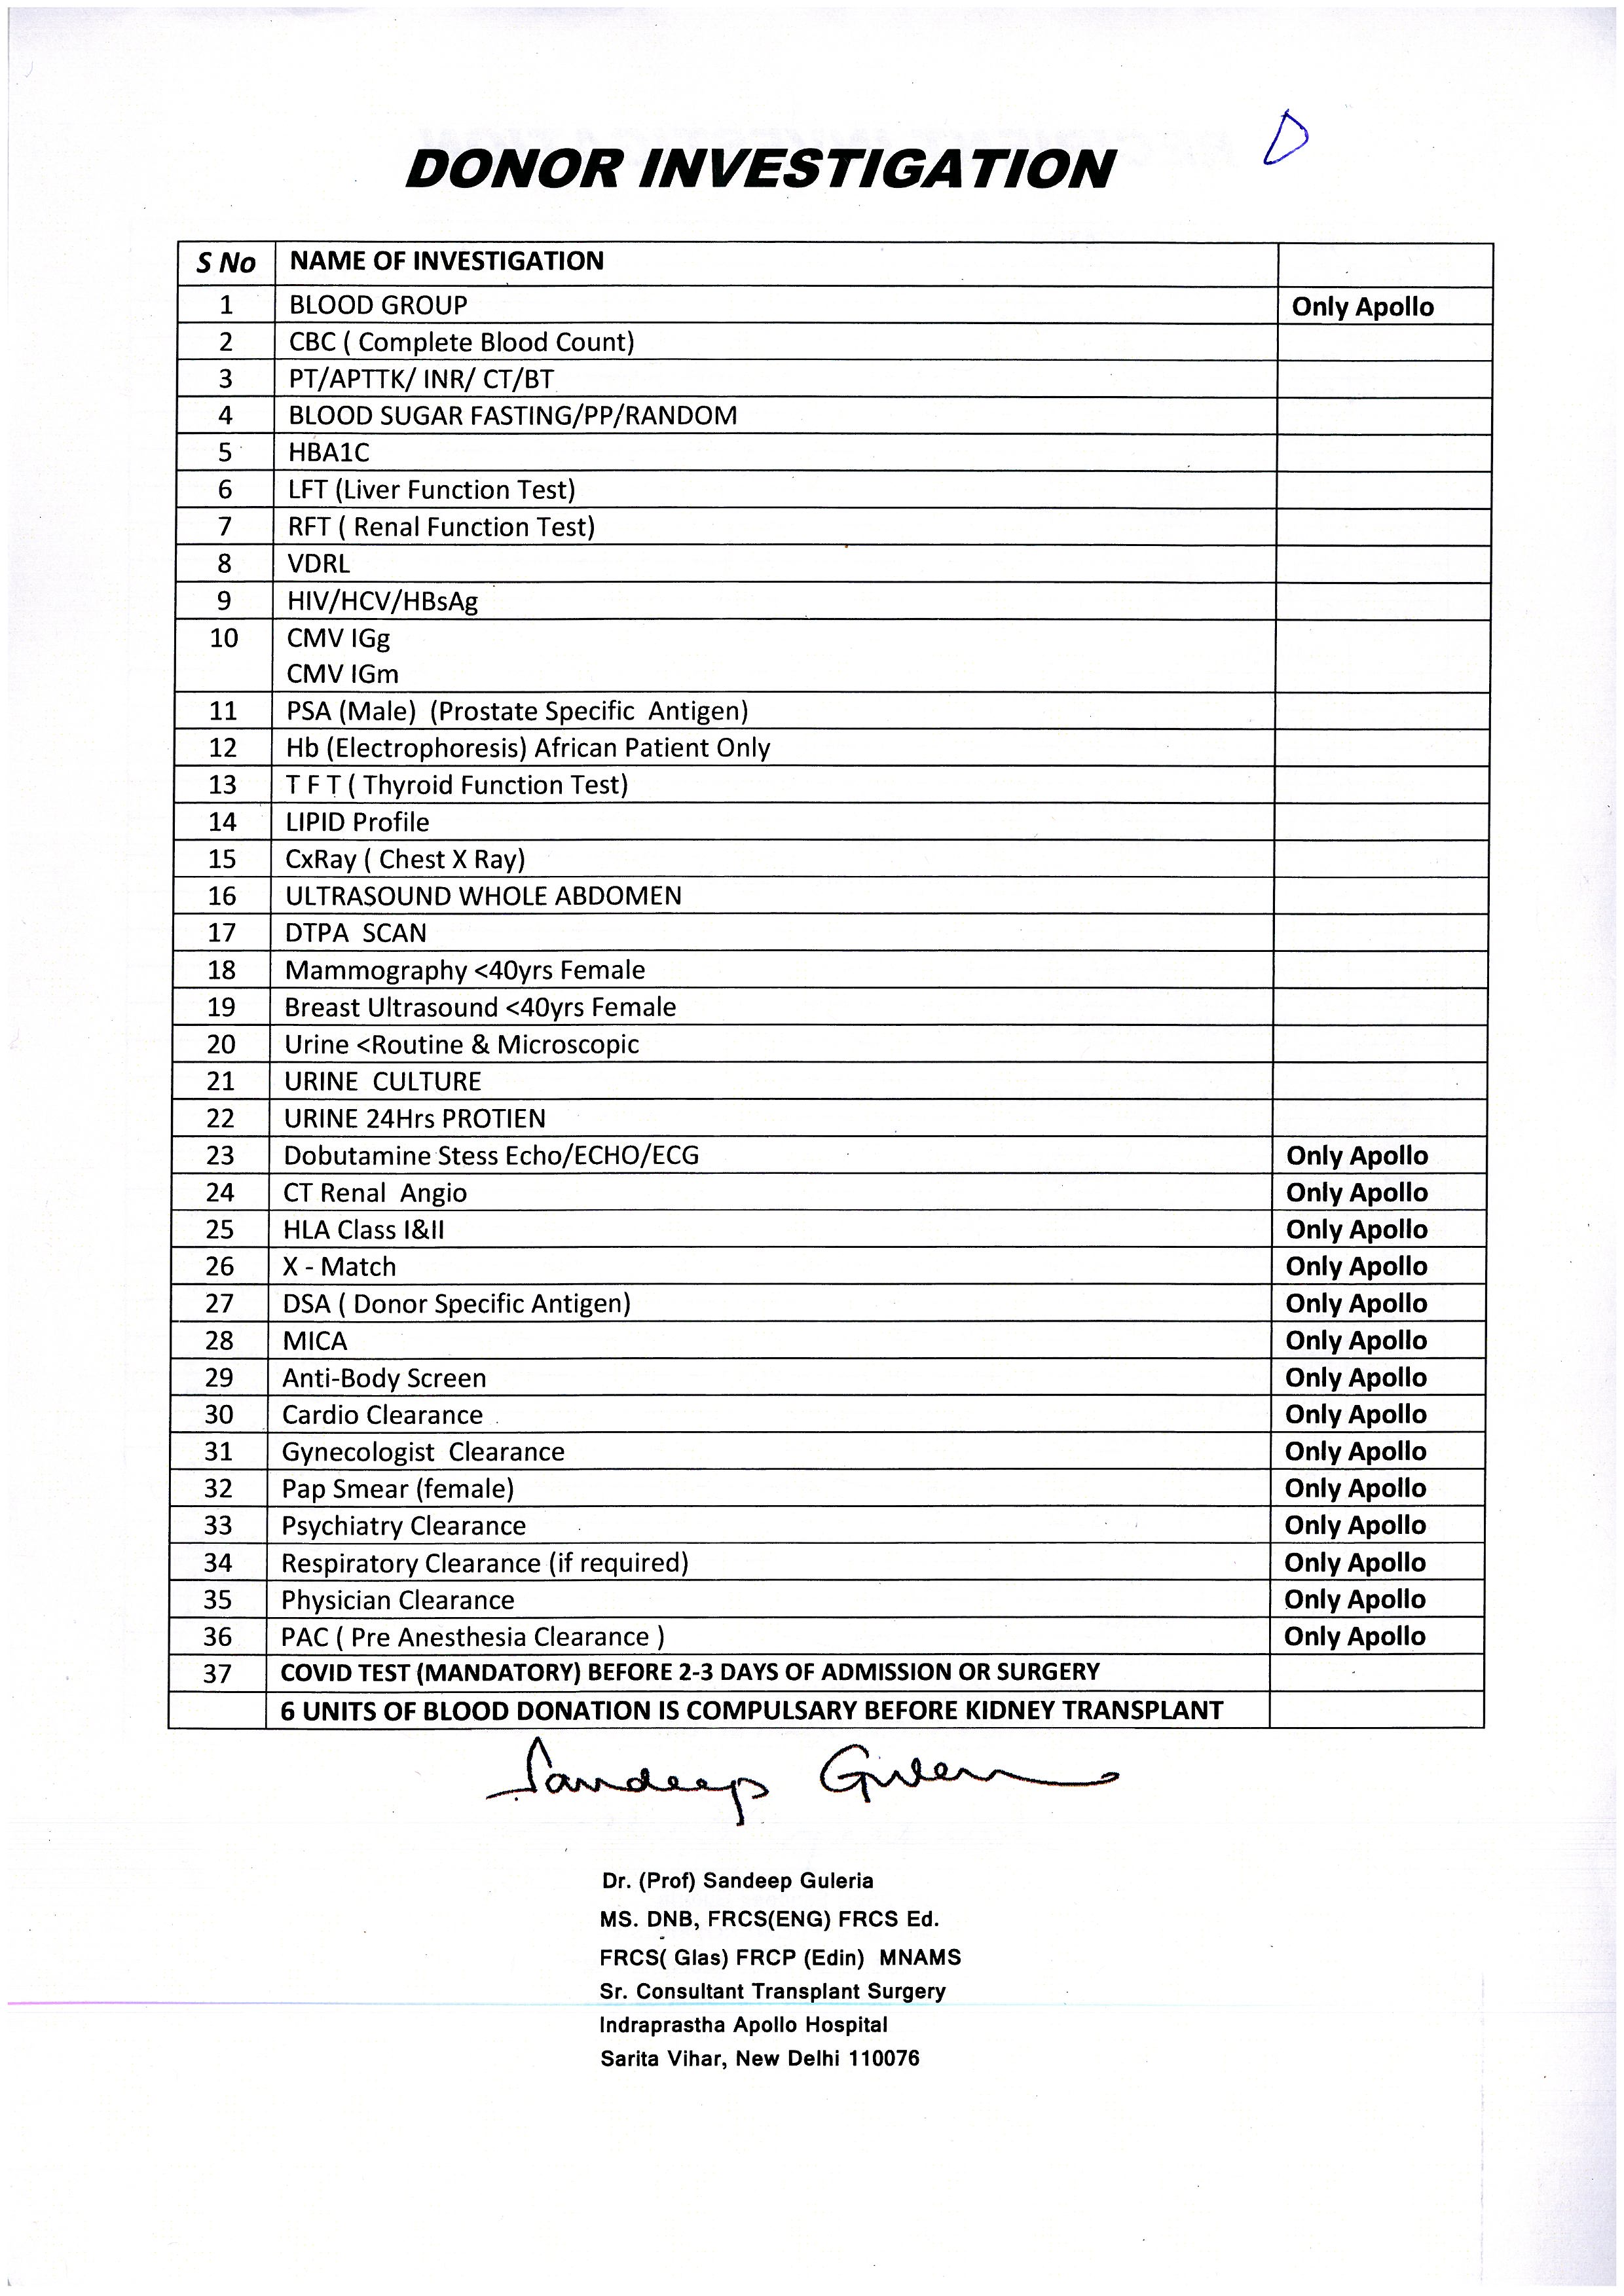 D
DONOR INVESTIGATION
S No NAME OF INVESTIGATION
1 BLOOD GROUP Only Apollo
2 CBC ( Complete Blood Count)
3 PT/APTTK/ INR/ CT/BT
4 BLOOD SUGAR FASTING/PP/RANDOM
5 HBA1C
6 LFT (Liver Function Test)
7 RFT ( Renal Function Test)
8 VDRL
9 HIV/HCV/HBsAg
10 CMV IGg
CMV IGm
11 PSA (Male) (Prostate Specific Antigen)
12 Hb (Electrophoresis) African Patient Only
13 T F T ( Thyroid Function Test)
14 LIPID Profile
15 CxRay ( Chest X Ray)
16 ULTRASOUND WHOLE ABDOMEN
17 DTPA SCAN
18 Mammography <40yrs Female
19 Breast Ultrasound <40yrs Female
20 Urine <Routine & Microscopic
21 URINE CULTURE
22 URINE 24Hrs PROTIEN
23 Dobutamine Stess Echo/ECHO/ECG Only Apollo
24 CT Renal Angio Only Apollo
25 HLA Class I&II Only Apollo
26 X - Match Only Apollo
27 DSA ( Donor Specific Antigen) Only Apollo
28 MICA Only Apollo
29 Anti-Body Screen Only Apollo
30 Cardio Clearance Only Apollo
31 Gynecologist Clearance Only Apollo
32 Pap Smear (female) Only Apollo
33 Psychiatry Clearance Only Apollo
34 Respiratory Clearance (if required) Only Apollo
35 Physician Clearance Only Apollo
36 PAC ( Pre Anesthesia Clearance ) Only Apollo
37 COVID TEST (MANDATORY) BEFORE 2-3 DAYS OF ADMISSION OR SURGERY
6 UNITS OF BLOOD DONATION IS COMPULSARY BEFORE KIDNEY TRANSPLANT
Sandeep Guleria
Dr. (Prof) Sandeep Guleria
MS. DNB, FRCS(ENG) FRCS Ed.
FRCS( Glas) FRCP (Edin) MNAMS
Sr. Consultant Transplant Surgery
Indraprastha Apollo Hospital
Sarita Vihar, New Delhi 110076